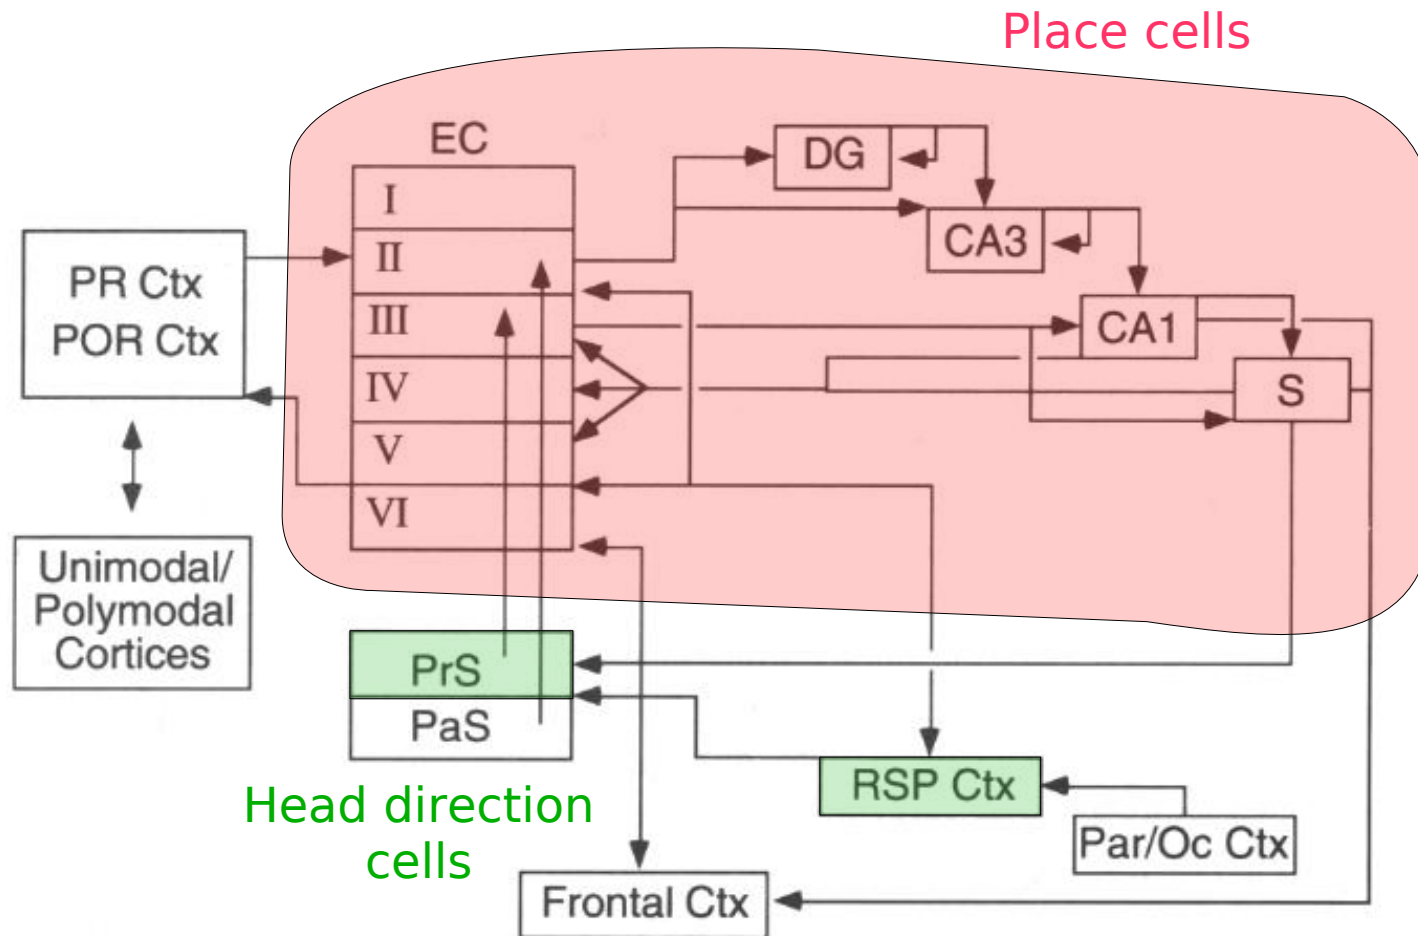 Place cells
EC
I
II
III
IV
V
VI
DG
CA3
CA1
S
PR Ctx
POR Ctx
Unimodal/
Polymodal
Cortices
PrS
PaS
Head direction
cells
RSP Ctx
Par/Oc Ctx
Frontal Ctx